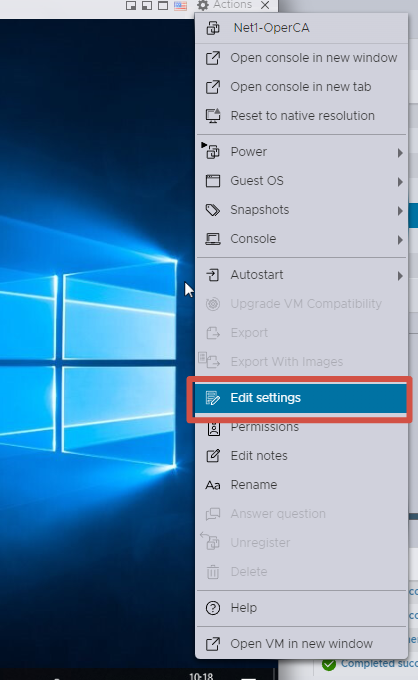 Actions
Net1-OperCA
Open console in new window
Open console in new tab
Reset to native resolution
Power
Guest OS
Snapshots
Console
Autostart
Upgrade VM Compatibility
Export
Export With Images
Edit settings
Permissions
Edit notes
Aa Rename
Answer question
Unregister
Delete
Help
Open VM in new window
Completed succ
10:18